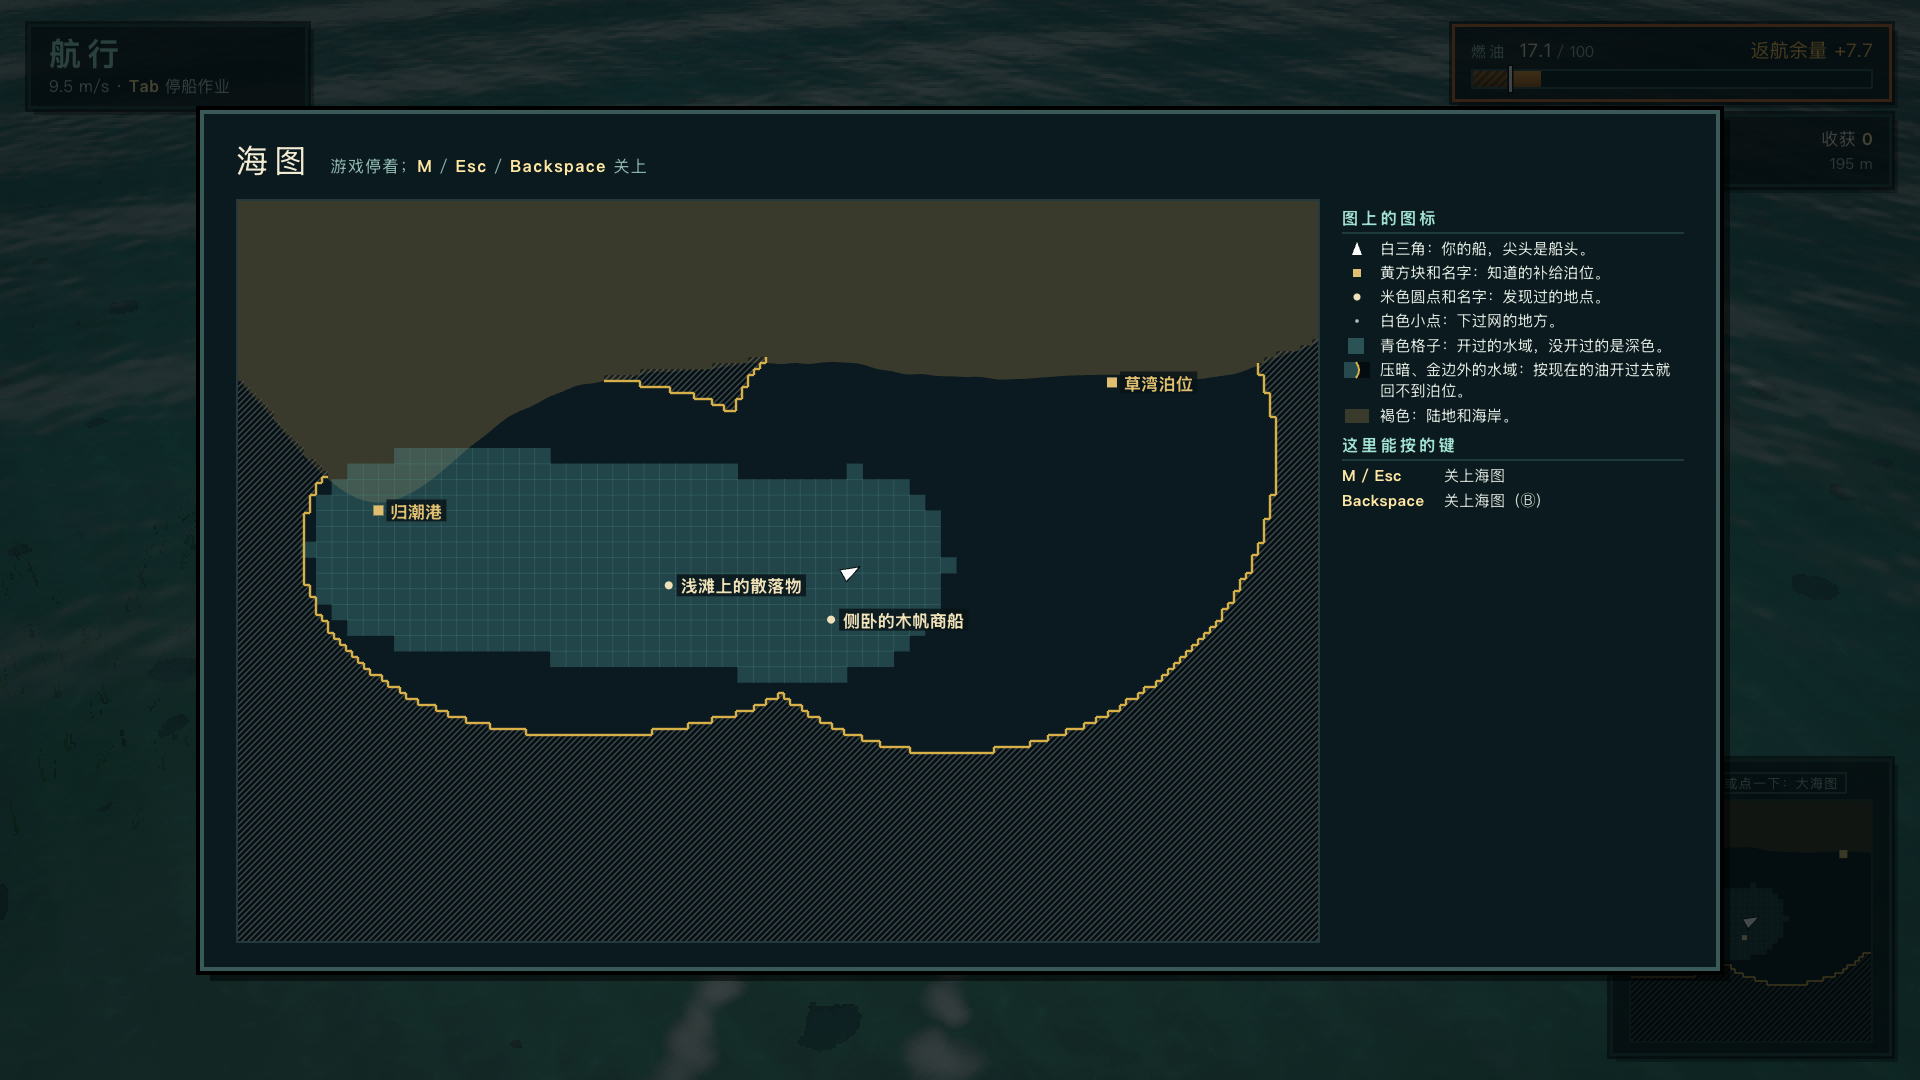 航行
9.5 m/s · Tab 停船作业
燃油 17.1 / 100 返航余量 +7.7
收获 0
195 m
海图 游戏停着；M / Esc / Backspace 关上
草湾泊位
归潮港
浅滩上的散落物
侧卧的木帆商船
图上的图标
白三角：你的船，尖头是船头。
黄方块和名字：知道的补给泊位。
米色圆点和名字：发现过的地点。
白色小点：下过网的地方。
青色格子：开过的水域，没开过的是深色。
压暗、金边外的水域：按现在的油开过去就
回不到泊位。
褐色：陆地和海岸。
这里能按的键
M / Esc 关上海图
Backspace 关上海图（Ⓑ）
或点一下：大海图